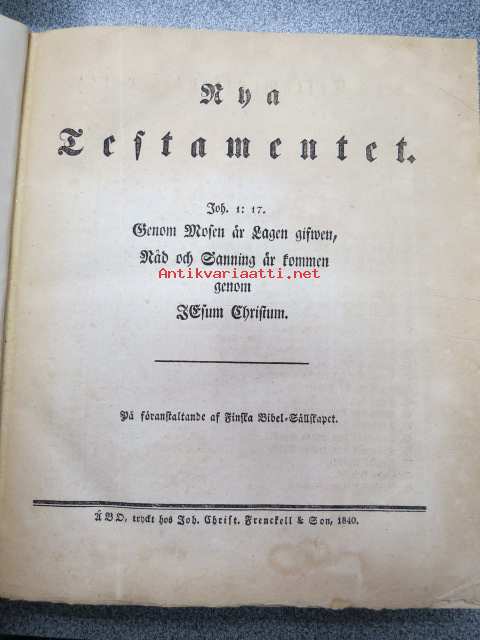 Nya
Testamentet.
Joh. 1: 17.
Genom Mosen är Lagen gifwen,
Nåd och Sanning är kommen
Antikvariaatti.net
genom
JEsum Christum.
På föranstaltande af Finska Bibel-Sällskapet.
ÅBO, tryckt hos Joh. Christ. Frenckell & Son, 1840.